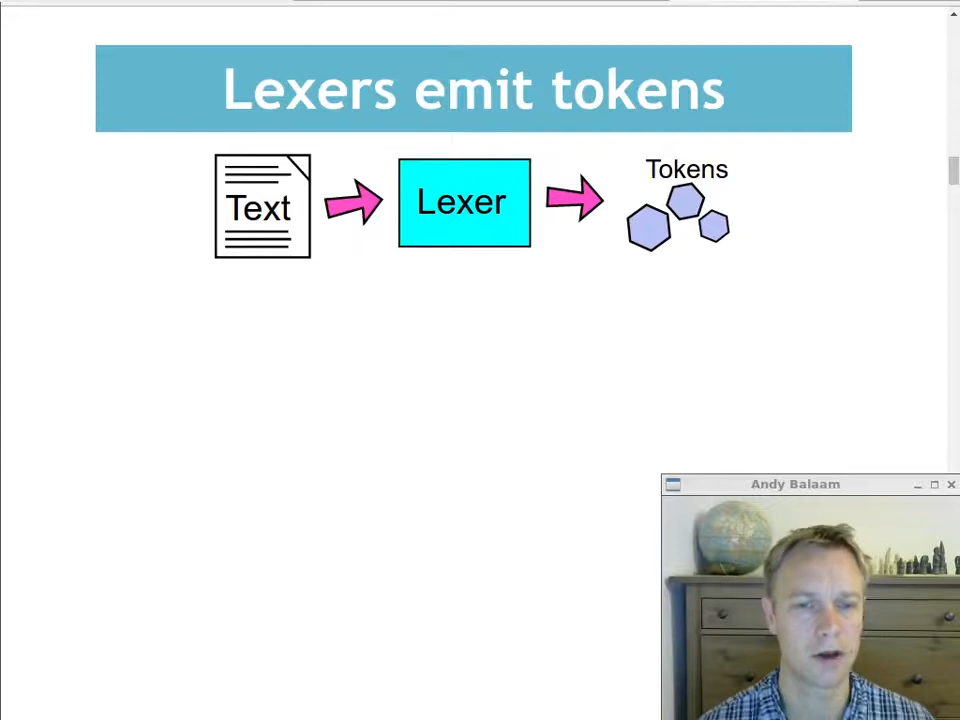 Lexers emit tokens
Text
Lexer
Tokens
Andy Balaam